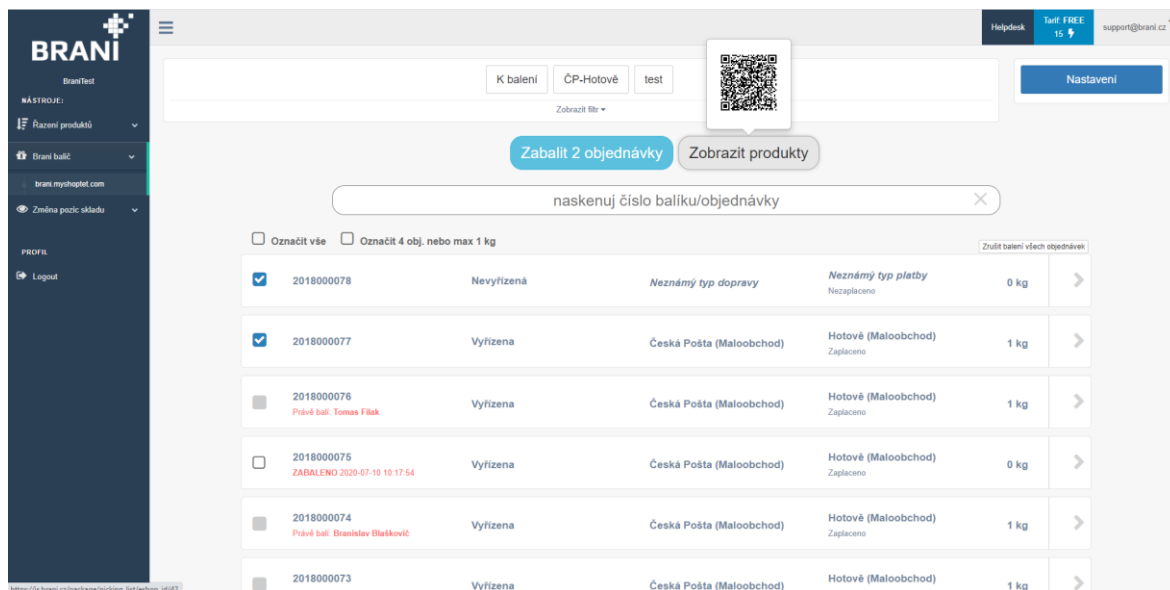 BRANÍ
BraniTest
NÁSTROJE:
Řazení produktů
Braní balič
brani.myshoptet.com
Změna pozic skladu
PROFIL
Logout
Helpdesk
Tarif: FREE
15
support@brani.cz
K balení
ČP-Hotově
test
Zobrazit filtr
Nastavení
Zabalit 2 objednávky
Zobrazit produkty
naskenuj číslo balíku/objednávky
Označit vše
Označit 4 obj. nebo max 1 kg
Zrušit balení všech objednávek
2018000078 Nevyřízená Neznámý typ dopravy Neznámý typ platby 0 kg
Nezaplaceno
2018000077 Vyřízena Česká Pošta (Maloobchod) Hotově (Maloobchod) 1 kg
Zaplaceno
2018000076 Vyřízena Česká Pošta (Maloobchod) Hotově (Maloobchod) 1 kg
Právě balí: Tomas Filak Zaplaceno
2018000075 Vyřízena Česká Pošta (Maloobchod) Hotově (Maloobchod) 0 kg
ZABALENO 2020-07-10 10:17:54 Zaplaceno
2018000074 Vyřízena Česká Pošta (Maloobchod) Hotově (Maloobchod) 1 kg
Právě balí: Branislav Blaškovič Zaplaceno
2018000073 Vyřízena Česká Pošta (Maloobchod) Hotově (Maloobchod) 1 kg